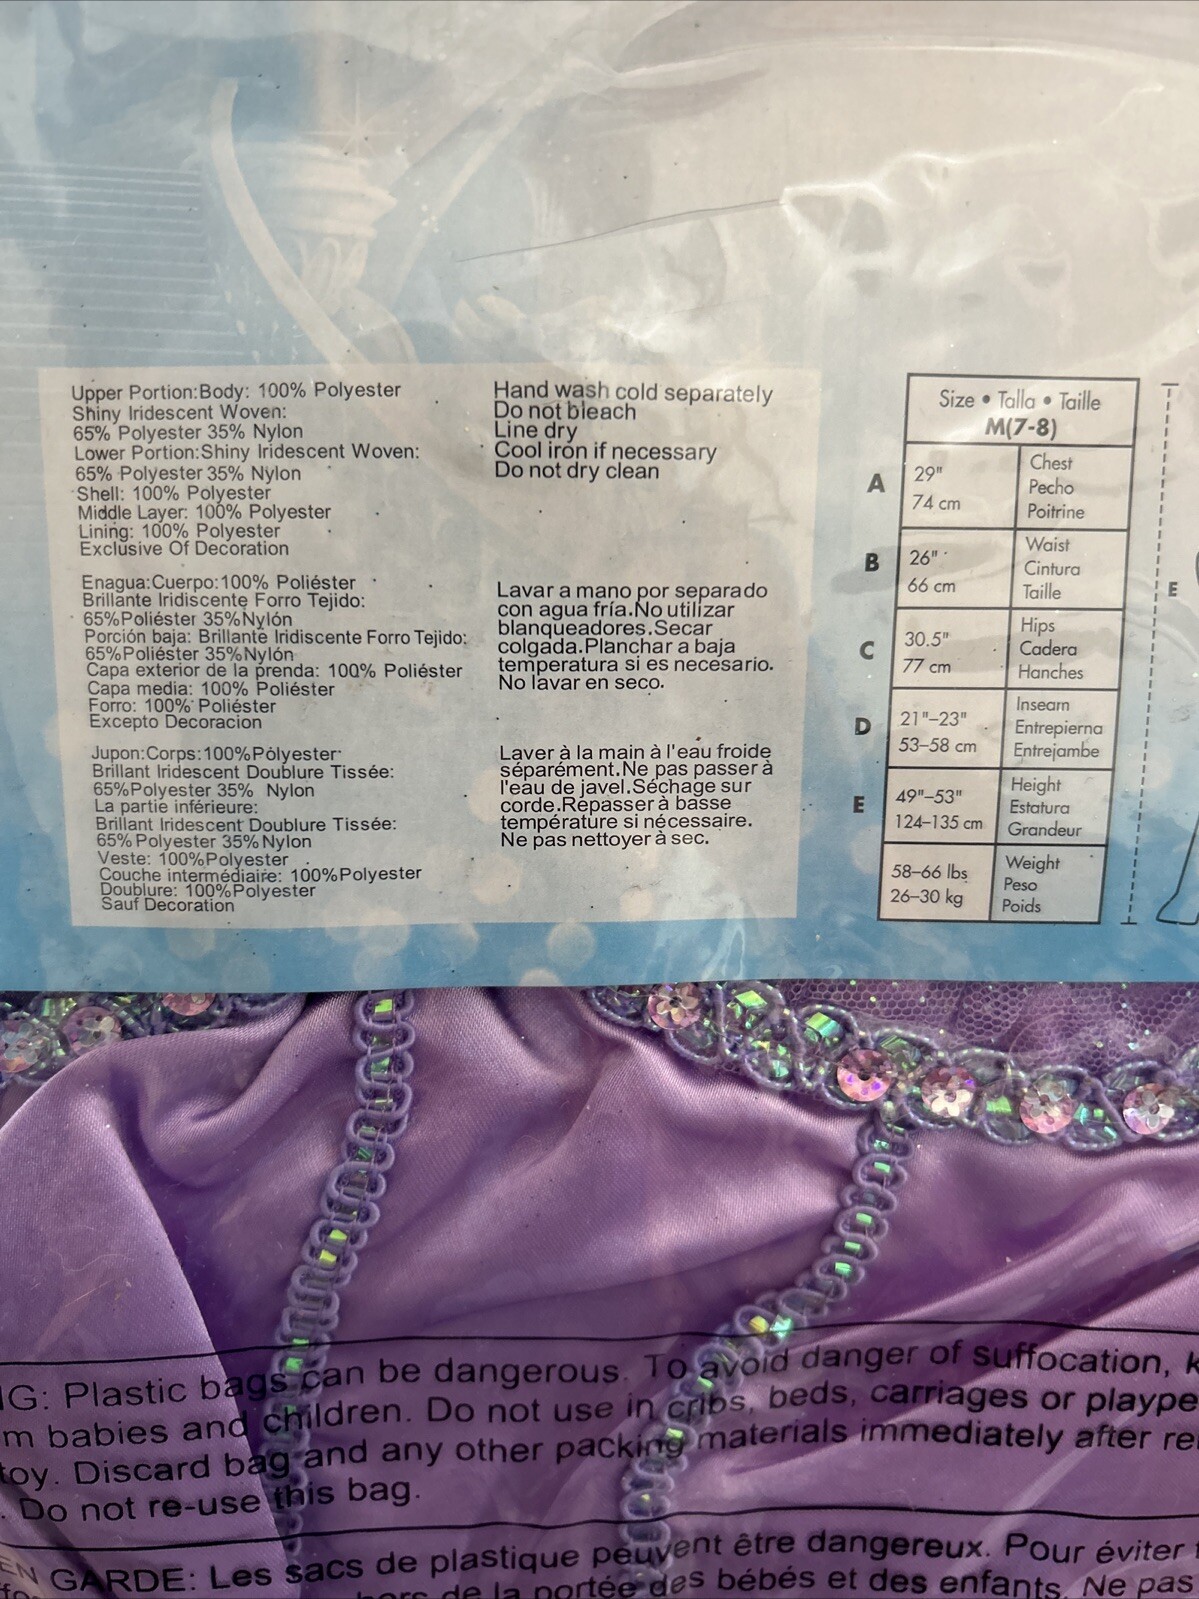 Upper Portion:Body: 100% Polyester
Shiny Iridescent Woven:
65% Polyester 35% Nylon
Lower Portion:Shiny Iridescent Woven:
65% Polyester 35% Nylon
Shell: 100% Polyester
Middle Layer: 100% Polyester
Lining: 100% Polyester
Exclusive Of Decoration
Hand wash cold separately
Do not bleach
Line dry
Cool iron if necessary
Do not dry clean
Enagua:Cuerpo:100% Poliéster
Brillante Iridiscente Forro Tejido:
65%Poliéster 35%Nylón
Porción baja: Brillante Iridiscente Forro Tejido:
65%Poliéster 35%Nylón
Capa exterior de la prenda: 100% Poliéster
Capa media: 100% Poliéster
Forro: 100% Poliéster
Excepto Decoracion
Lavar a mano por separado
con agua fría.No utilizar
blanqueadores.Secar
colgada.Planchar a baja
temperatura si es necesario.
No lavar en seco.
Jupon:Corps:100%Polyester
Brillant Iridescent Doublure Tissée:
65%Polyester 35% Nylon
La partie inférieure:
Brillant Iridescent Doublure Tissée:
65%Polyester 35%Nylon
Veste: 100%Polyester
Couche intermédiaire: 100%Polyester
Doublure: 100%Polyester
Sauf Decoration
Laver à la main à l'eau froide
séparément.Ne pas passer à
l'eau de javel.Séchage sur
corde.Repasser à basse
température si nécessaire.
Ne pas nettoyer à sec.
Size • Talla • Taille
M(7-8)
A
29"
74 cm
Chest
Pecho
Poitrine
B
26"
66 cm
Waist
Cintura
Taille
C
30.5"
77 cm
Hips
Cadera
Hanches
D
21"–23"
53–58 cm
Inseam
Entrepierna
Entrejambe
E
49"–53"
124–135 cm
Height
Estatura
Grandeur
58–66 lbs
26–30 kg
Weight
Peso
Poids
E
NG: Plastic bags can be dangerous. To avoid danger of suffocation, k
m babies and children. Do not use in cribs, beds, carriages or plaype
toy. Discard bag and any other packing materials immediately after re
. Do not re-use this bag.
EN GARDE: Les sacs de plastique peuvent être dangereux. Pour éviter
hors de la portée des bébés et des enfants. Ne pas